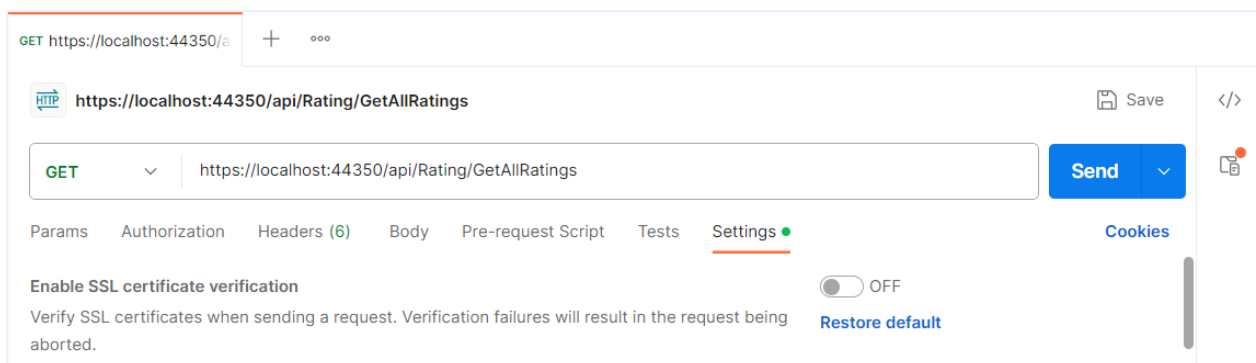 GET https://localhost:44350/a
HTTP https://localhost:44350/api/Rating/GetAllRatings Save </>
GET https://localhost:44350/api/Rating/GetAllRatings Send
Params Authorization Headers (6) Body Pre-request Script Tests Settings Cookies
Enable SSL certificate verification OFF
Verify SSL certificates when sending a request. Verification failures will result in the request being
aborted.
Restore default